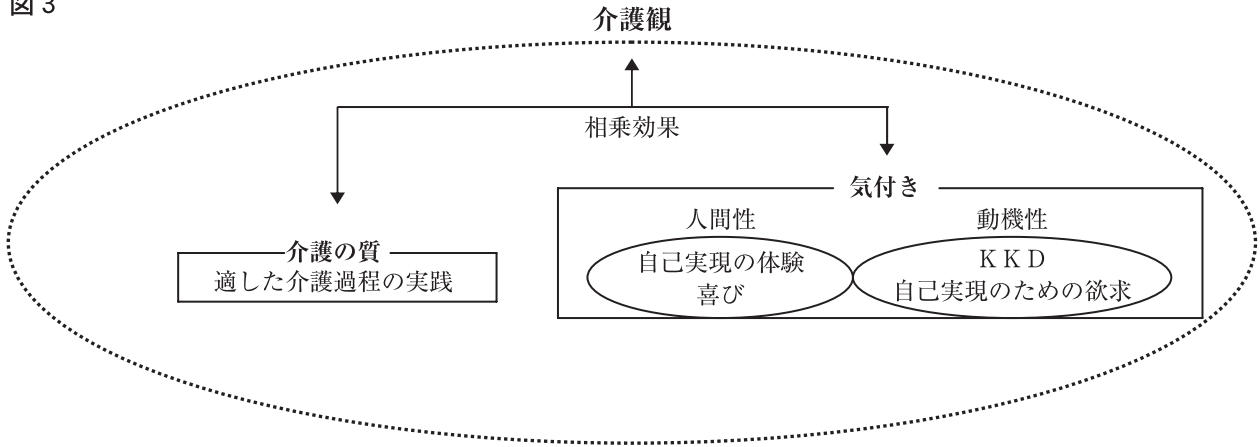 図3
介護観
相乗効果
気付き
人間性
動機性
自己実現の体験
喜び
KKD
自己実現のための欲求
介護の質
適した介護過程の実践